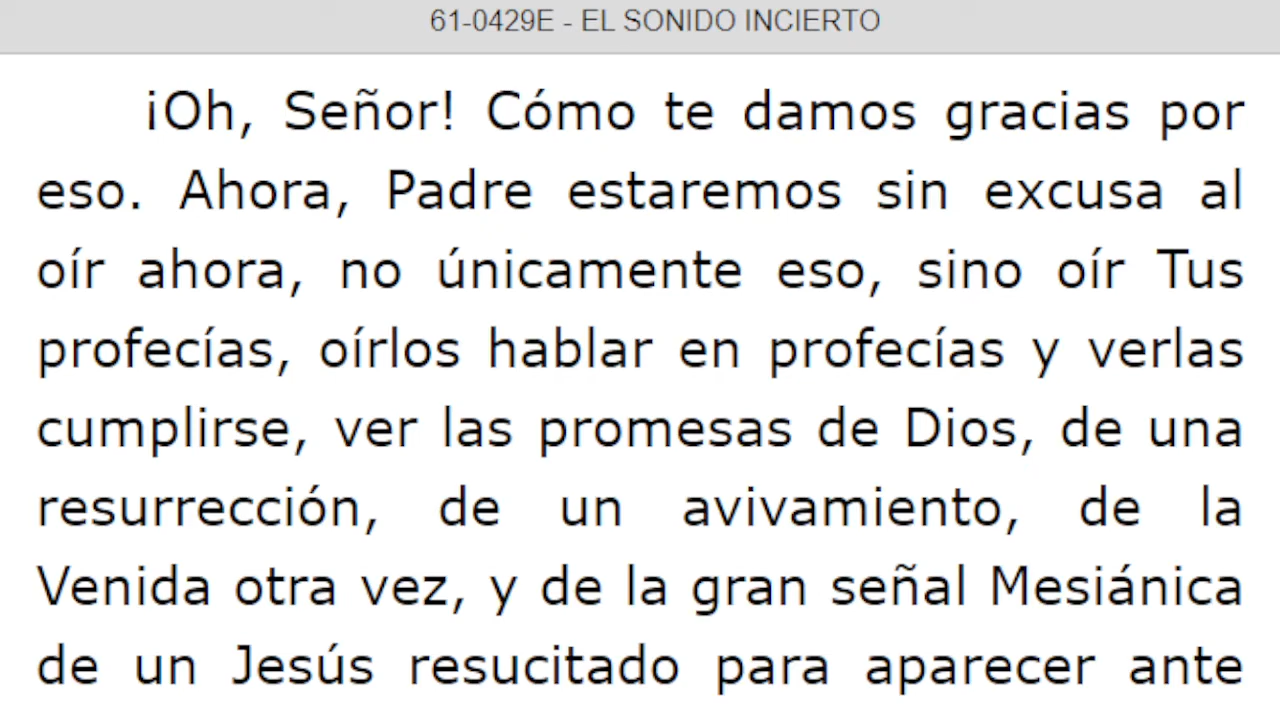 61-0429E - EL SONIDO INCIERTO
¡Oh, Señor! Cómo te damos gracias por
eso. Ahora, Padre estaremos sin excusa al
oír ahora, no únicamente eso, sino oír Tus
profecías, oírlos hablar en profecías y verlas
cumplirse, ver las promesas de Dios, de una
resurrección, de un avivamiento, de la
Venida otra vez, y de la gran señal Mesiánica
de un Jesús resucitado para aparecer ante